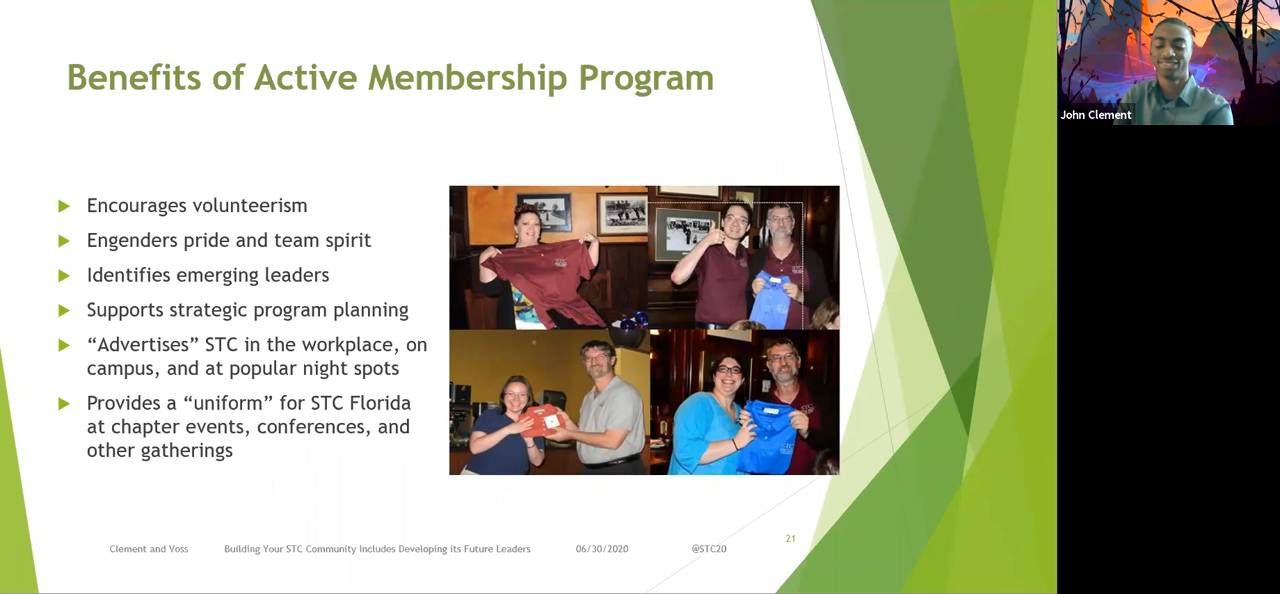 Benefits of Active Membership Program
Encourages volunteerism
Engenders pride and team spirit
Identifies emerging leaders
Supports strategic program planning
“Advertises” STC in the workplace, on
campus, and at popular night spots
Provides a “uniform” for STC Florida
at chapter events, conferences, and
other gatherings
Clement and Voss
Building Your STC Community Includes Developing its Future Leaders
06/30/2020
@STC20
21
John Clement